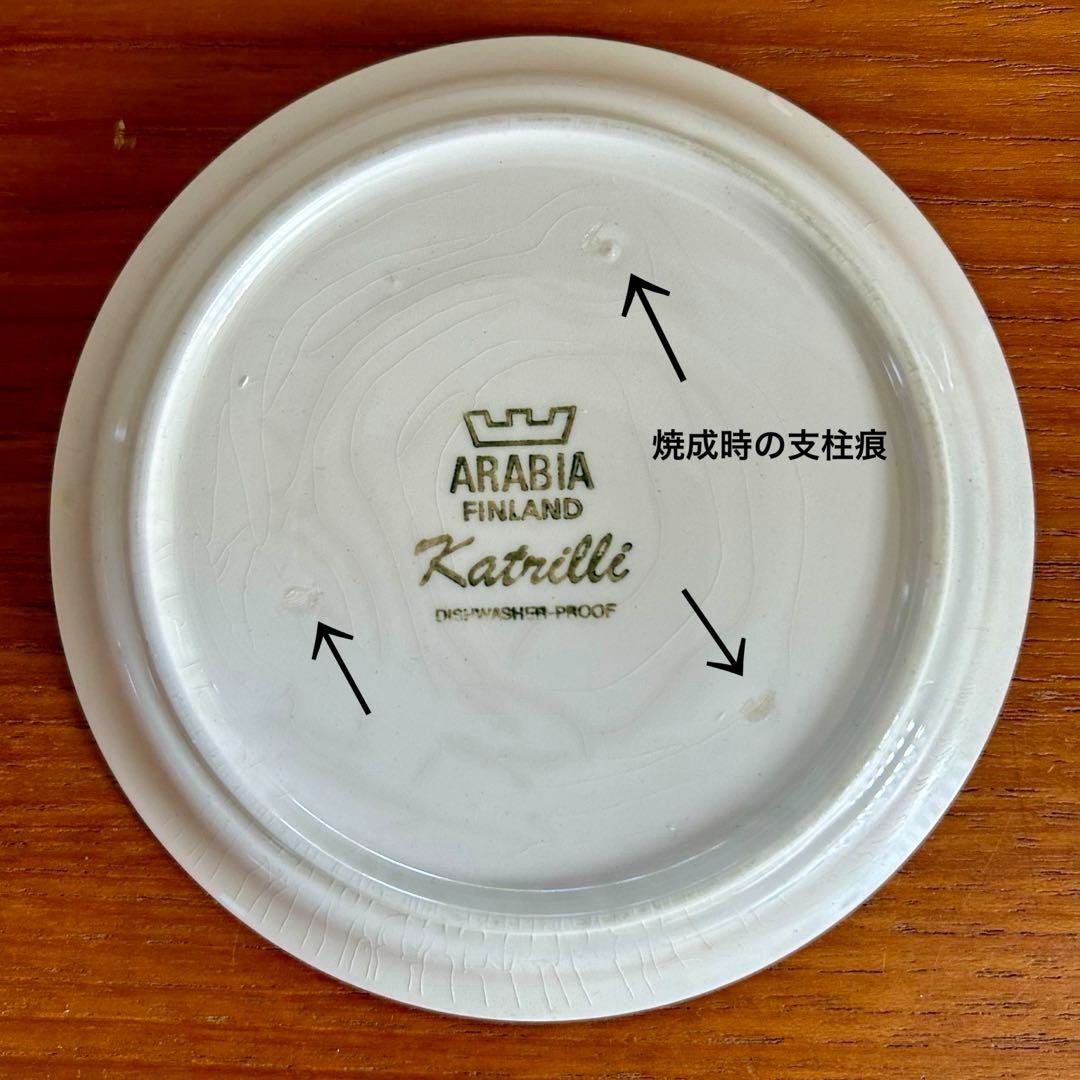 ARABIA
FINLAND
焼成時の支柱痕
Katrilli
DISHWASHER-PROOF